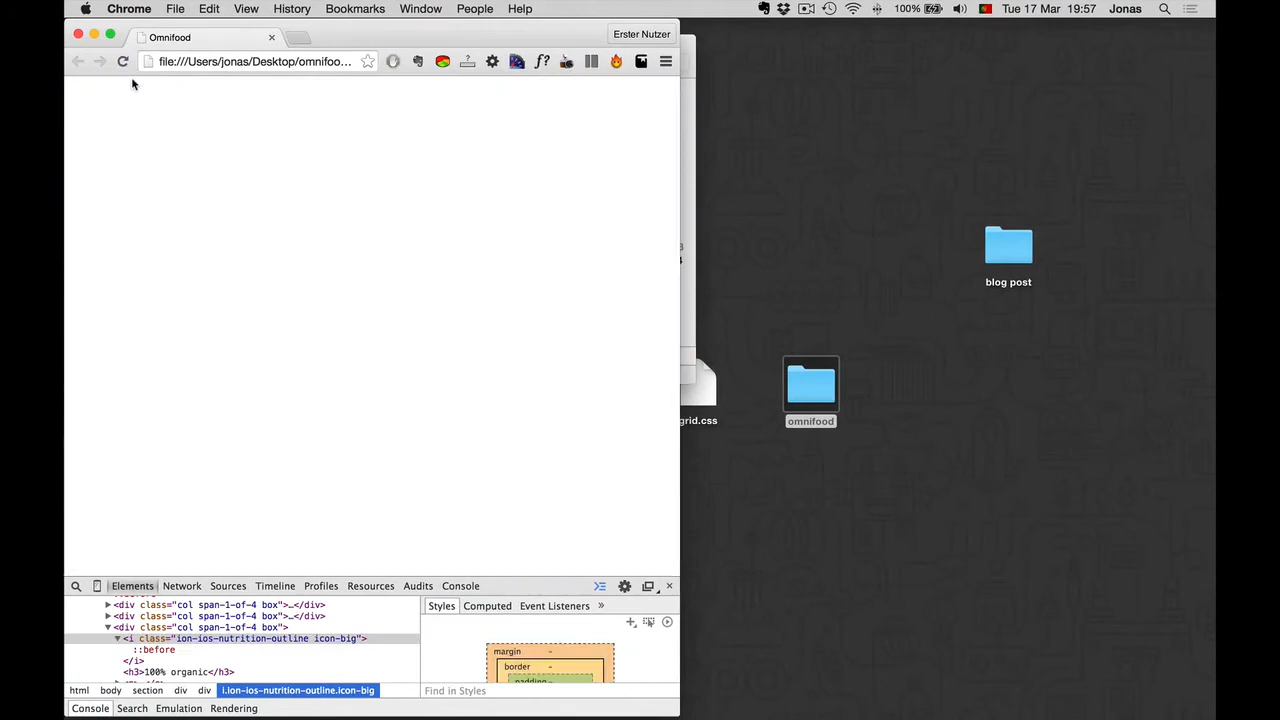 Chrome File Edit View History Bookmarks Window People Help 100% Tue 17 Mar 19:57 Jonas
Omnifood Erster Nutzer
file:///Users/jonas/Desktop/omnifoo… f?
blog post
grid.css
omnifood
Elements Network Sources Timeline Profiles Resources Audits Console
<div class="col span-1-of-4 box">…</div>
<div class="col span-1-of-4 box">…</div>
<div class="col span-1-of-4 box">
<i class="ion-ios-nutrition-outline icon-big">
::before
</i>
<h3>100% organic</h3>
Styles Computed Event Listeners »
margin -
border -
html body section div div i.ion-ios-nutrition-outline.icon-big
Find in Styles
Console Search Emulation Rendering